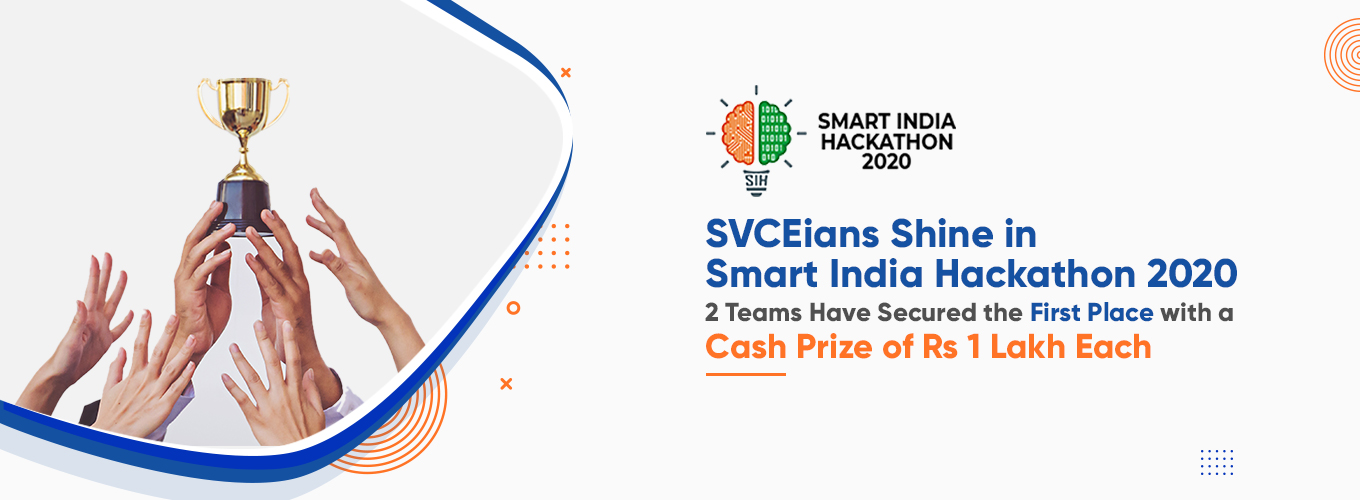 SMART INDIA
HACKATHON
2020
SIH
SVCEians Shine in
Smart India Hackathon 2020
2 Teams Have Secured the First Place with a
Cash Prize of Rs 1 Lakh Each